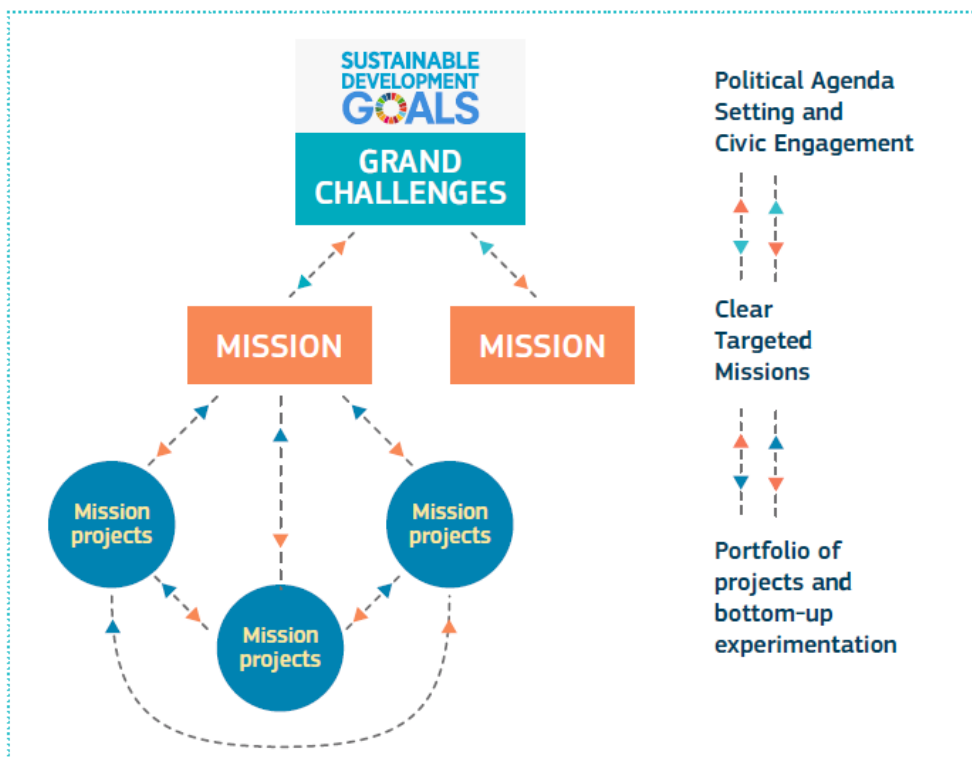 SUSTAINABLE
DEVELOPMENT
GOALS
GRAND
CHALLENGES
MISSION
MISSION
Mission
projects
Mission
projects
Mission
projects
Political Agenda
Setting and
Civic Engagement
Clear
Targeted
Missions
Portfolio of
projects and
bottom-up
experimentation